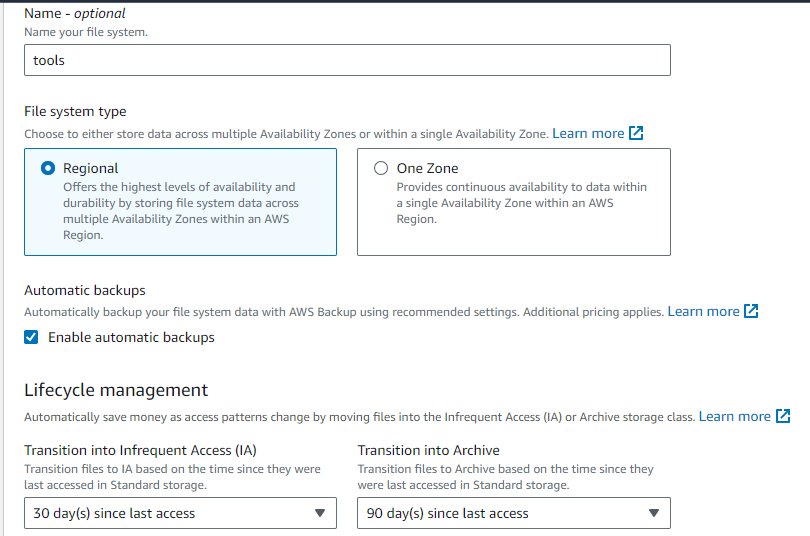 Name - optional
Name your file system.
tools
File system type
Choose to either store data across multiple Availability Zones or within a single Availability Zone. Learn more
Regional
Offers the highest levels of availability and
durability by storing file system data across
multiple Availability Zones within an AWS
Region.
One Zone
Provides continuous availability to data within
a single Availability Zone within an AWS
Region.
Automatic backups
Automatically backup your file system data with AWS Backup using recommended settings. Additional pricing applies. Learn more
Enable automatic backups
Lifecycle management
Automatically save money as access patterns change by moving files into the Infrequent Access (IA) or Archive storage class. Learn more
Transition into Infrequent Access (IA)
Transition files to IA based on the time since they were
last accessed in Standard storage.
30 day(s) since last access
Transition into Archive
Transition files to Archive based on the time since they
were last accessed in Standard storage.
90 day(s) since last access